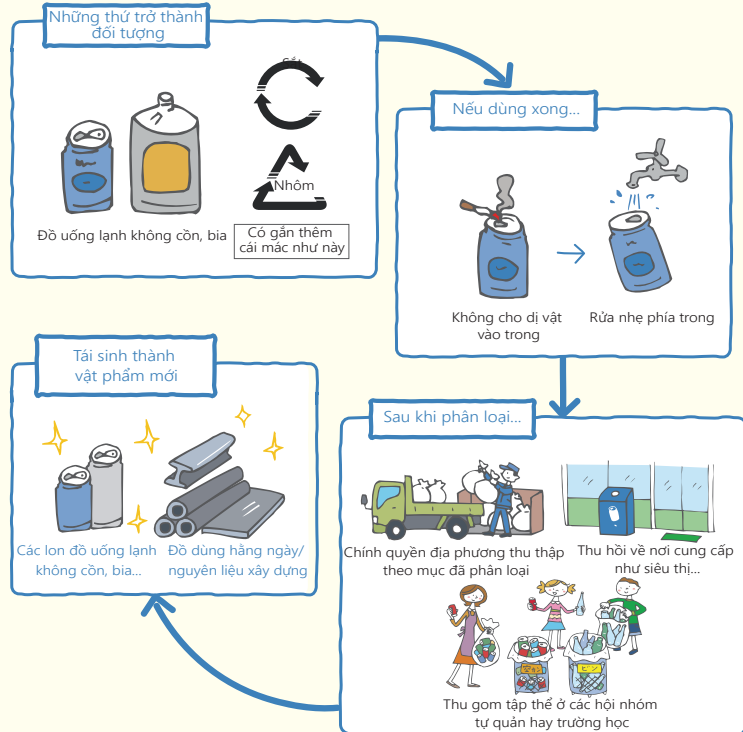 Những thứ trở thành
đối tượng
Nhôm
Đồ uống lạnh không cồn, bia
Có gắn thêm
cái mác như này
Nếu dùng xong...
Không cho dị vật
vào trong
Rửa nhẹ phía trong
Sau khi phân loại...
Chính quyền địa phương thu thập
theo mục đã phân loại
Thu hồi về nơi cung cấp
như siêu thị...
ビン
Thu gom tập thể ở các hội nhóm
tự quản hay trường học
Tái sinh thành
vật phẩm mới
Các lon đồ uống lạnh
không cồn, bia...
Đồ dùng hằng ngày/
nguyên liệu xây dựng